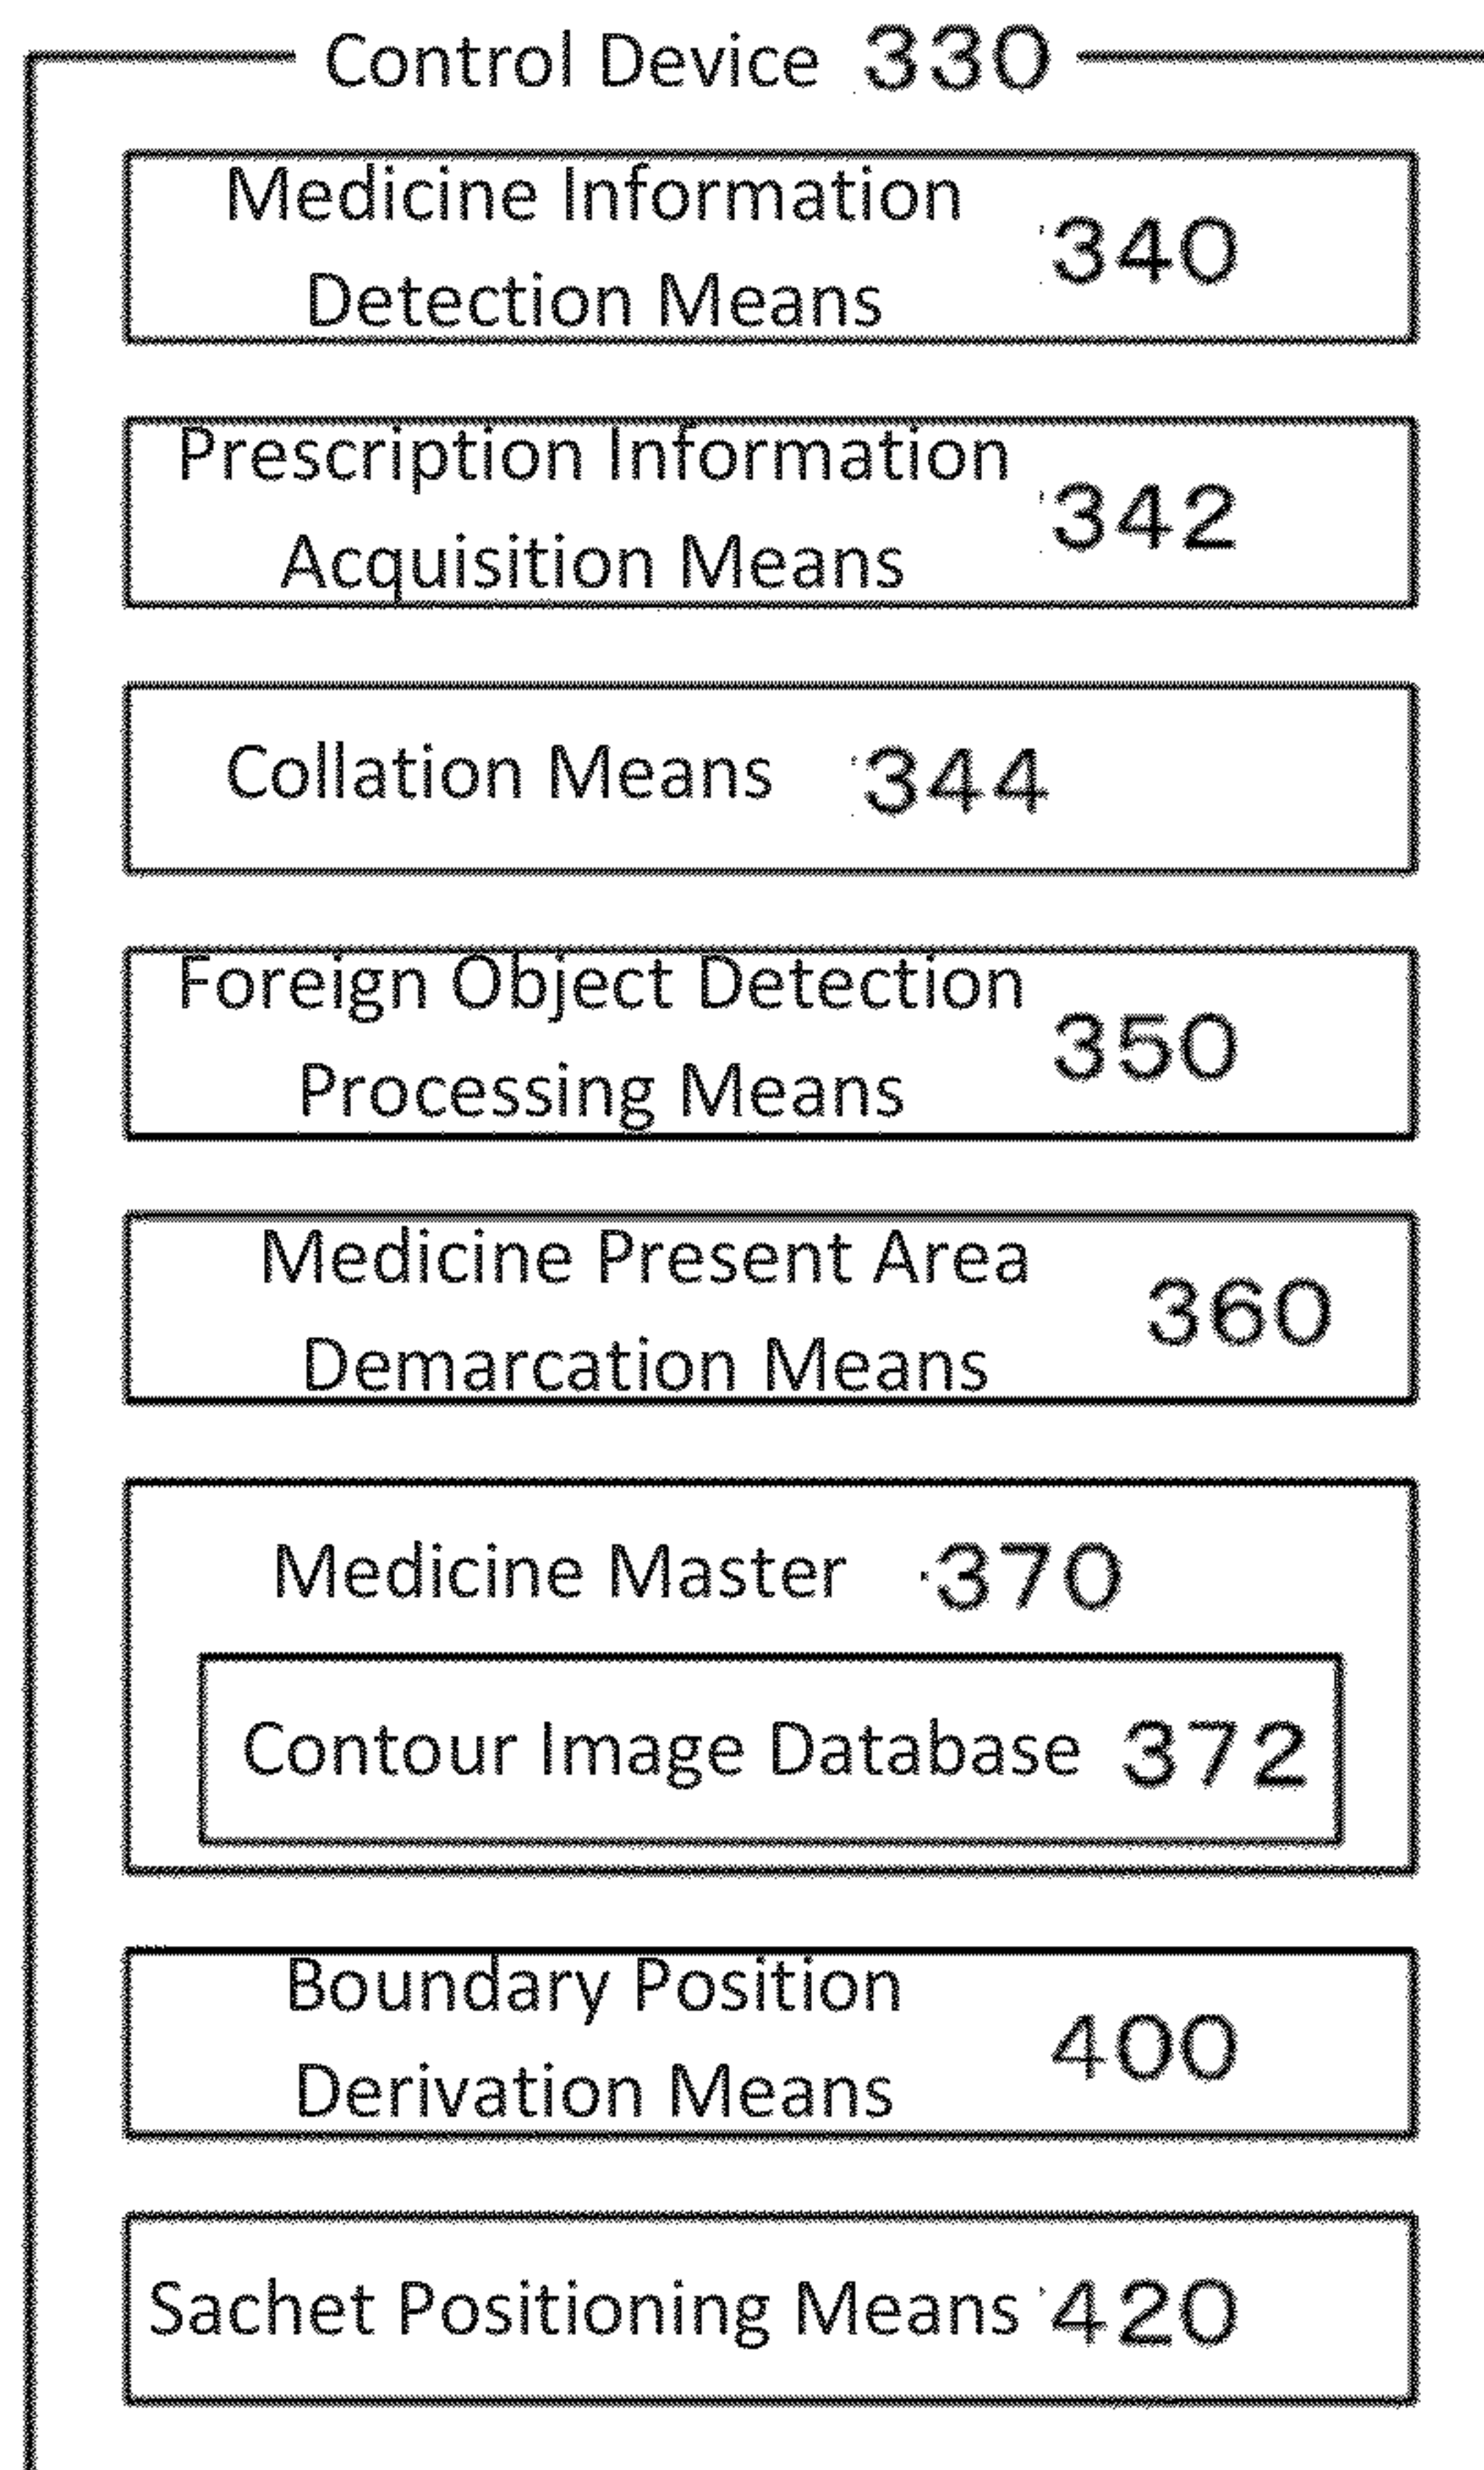 Control Device 330
Medicine Information
Detection Means 340
Prescription Information
Acquisition Means 342
Collation Means 344
Foreign Object Detection
Processing Means 350
Medicine Present Area
Demarcation Means 360
Medicine Master 370
Contour Image Database 372
Boundary Position
Derivation Means 400
Sachet Positioning Means 420